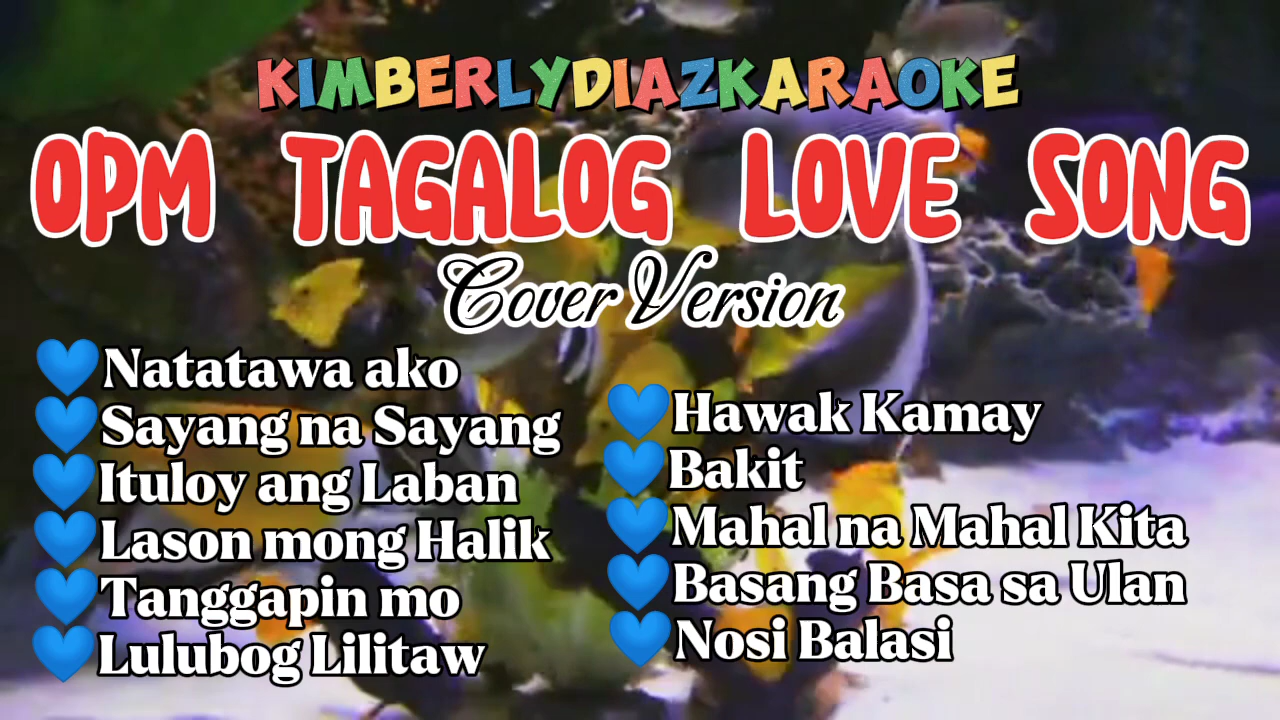 KIMBERLYDIAZKARAOKE
OPM TAGALOG LOVE SONG
Cover Version
Natatawa ako
Sayang na Sayang
Ituloy ang Laban
Lason mong Halik
Tanggapin mo
Lulubog Lilitaw
Hawak Kamay
Bakit
Mahal na Mahal Kita
Basang Basa sa Ulan
Nosi Balasi